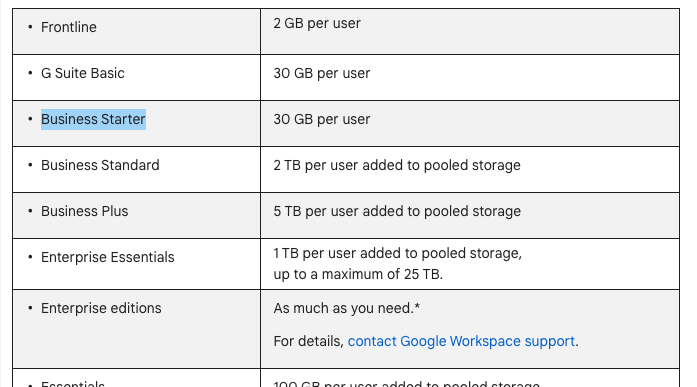 • Frontline
2 GB per user
• G Suite Basic
30 GB per user
• Business Starter
30 GB per user
• Business Standard
2 TB per user added to pooled storage
• Business Plus
5 TB per user added to pooled storage
• Enterprise Essentials
1 TB per user added to pooled storage,
up to a maximum of 25 TB.
• Enterprise editions
As much as you need.*
For details, contact Google Workspace support.
• Essentials
100 GB per user added to pooled storage